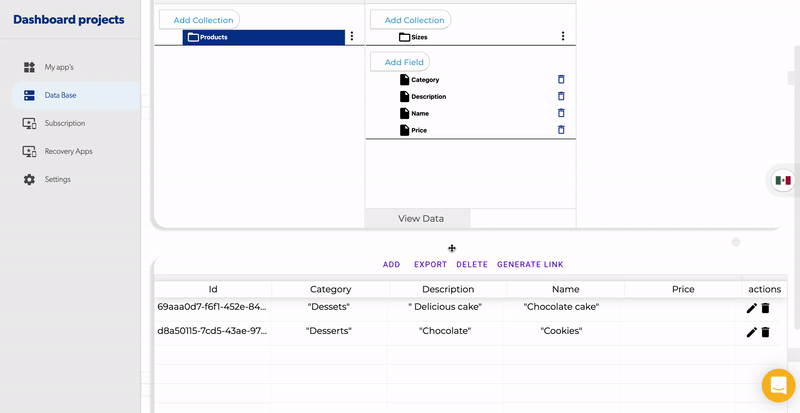 Dashboard projects
My app's
Data Base
Subscription
Recovery Apps
Settings
Add Collection
Products
Add Collection
Sizes
Add Field
Category
Description
Name
Price
View Data
ADD EXPORT DELETE GENERATE LINK
Id Category Description Name Price actions
69aaa0d7-f6f1-452e-84... "Dessets" " Delicious cake" "Chocolate cake"
d8a50115-7cd5-43ae-97... "Desserts" "Chocolate" "Cookies"